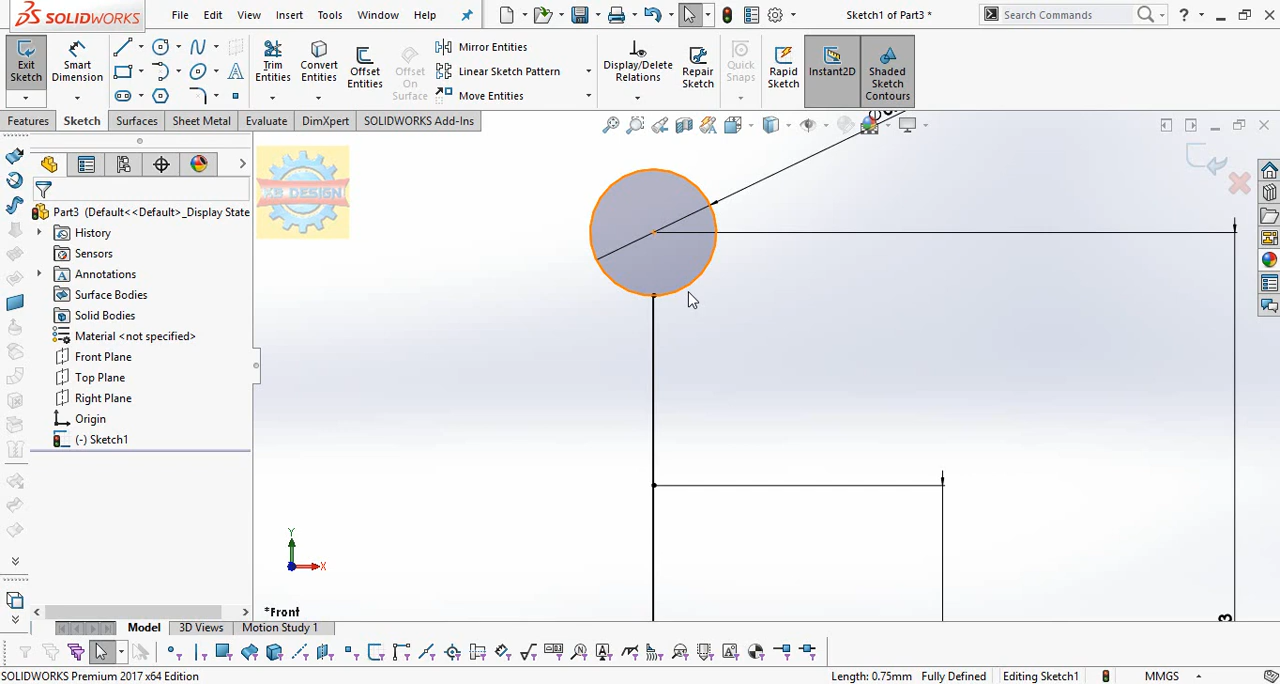 SOLIDWORKS File Edit View Insert Tools Window Help Sketch1 of Part3 * Search Commands
Exit Sketch
Smart Dimension
Trim Entities
Convert Entities
Offset Entities
Offset On Surface
Mirror Entities
Linear Sketch Pattern
Move Entities
Display/Delete Relations
Repair Sketch
Quick Snaps
Rapid Sketch
Instant2D
Shaded Sketch Contours
Features Sketch Surfaces Sheet Metal Evaluate DimXpert SOLIDWORKS Add-Ins
KB DESIGN
Part3 (Default<<Default>_Display State
History
Sensors
Annotations
Surface Bodies
Solid Bodies
Material <not specified>
Front Plane
Top Plane
Right Plane
Origin
(-) Sketch1
Y
X
*Front
Model 3D Views Motion Study 1
SOLIDWORKS Premium 2017 x64 Edition Length: 0.75mm Fully Defined Editing Sketch1 MMGS